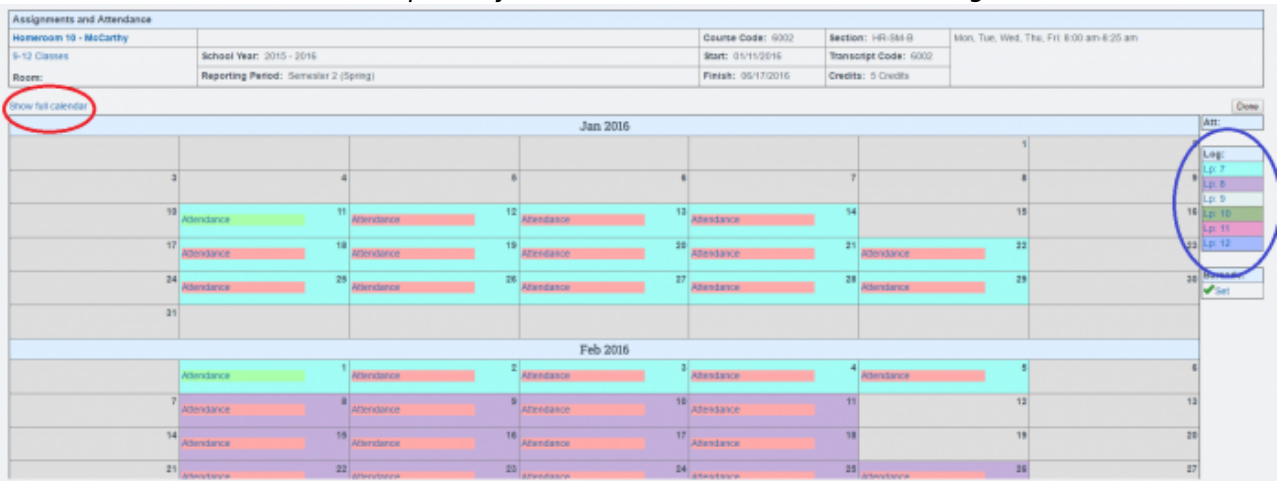 Assignments and Attendance
Homeroom 10 - McCarthy Course Code: 6002 Section: HR-SM-B Mon, Tue, Wed, Thu, Fri: 8:00 am-8:25 am
9-12 Classes School Year: 2015 - 2016 Start: 01/11/2016 Transcript Code: 6002
Room: Reporting Period: Semester 2 (Spring) Finish: 06/17/2016 Credits: 5 Credits
Show full calendar Done
Jan 2016
1 2
3 4 5 6 7 8 9
10 Attendance 11 Attendance 12 Attendance 13 Attendance 14 15 16
17 Attendance 18 Attendance 19 Attendance 20 Attendance 21 Attendance 22 23
24 Attendance 25 Attendance 26 Attendance 27 Attendance 28 Attendance 29 30
31
Feb 2016
Attendance 1 Attendance 2 Attendance 3 Attendance 4 Attendance 5 6
7 Attendance 8 Attendance 9 Attendance 10 Attendance 11 12 13
14 Attendance 15 Attendance 16 Attendance 17 Attendance 18 19 20
21 Attendance 22 Attendance 23 Attendance 24 Attendance 25 Attendance 26 27
Att:
Log:
Lp: 7
Lp: 8
Lp: 9
Lp: 10
Lp: 11
Lp: 12
Set